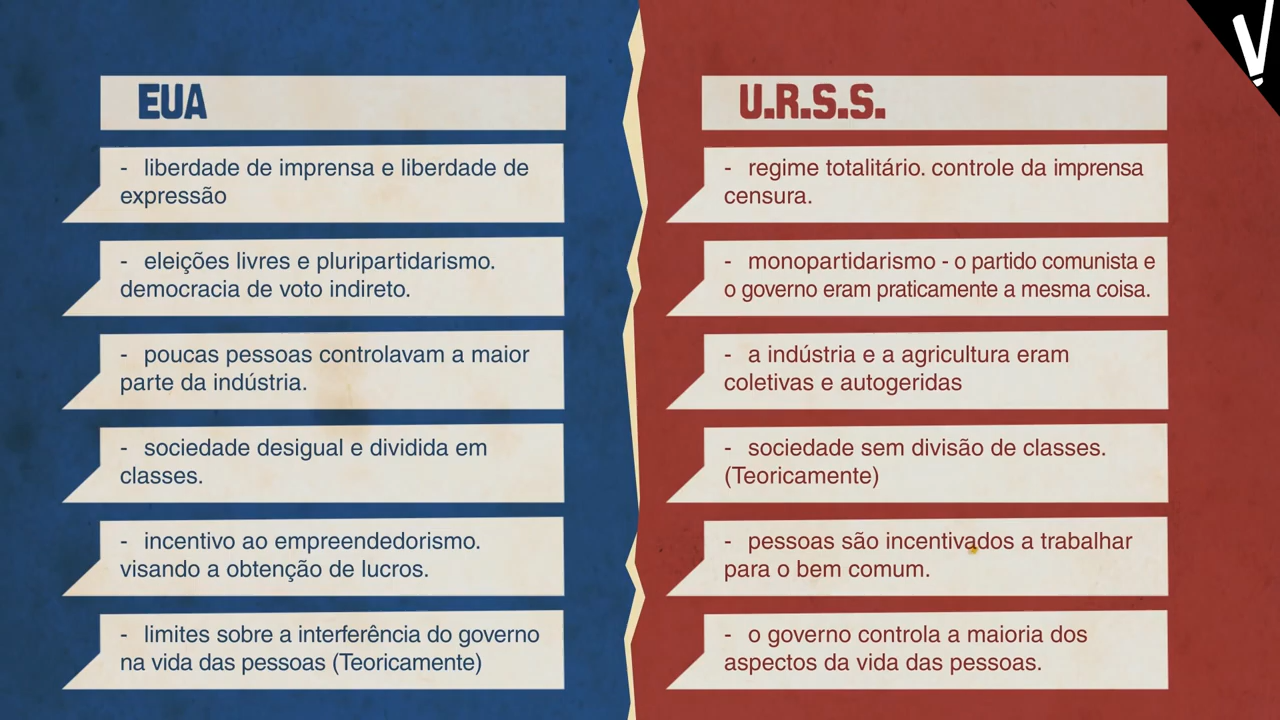 EUA
- liberdade de imprensa e liberdade de
expressão
- eleições livres e pluripartidarismo.
democracia de voto indireto.
- poucas pessoas controlavam a maior
parte da indústria.
- sociedade desigual e dividida em
classes.
- incentivo ao empreendedorismo.
visando a obtenção de lucros.
- limites sobre a interferência do governo
na vida das pessoas (Teoricamente)
U.R.S.S.
- regime totalitário. controle da imprensa
censura.
- monopartidarismo - o partido comunista e
o governo eram praticamente a mesma coisa.
- a indústria e a agricultura eram
coletivas e autogeridas
- sociedade sem divisão de classes.
(Teoricamente)
- pessoas são incentivados a trabalhar
para o bem comum.
- o governo controla a maioria dos
aspectos da vida das pessoas.